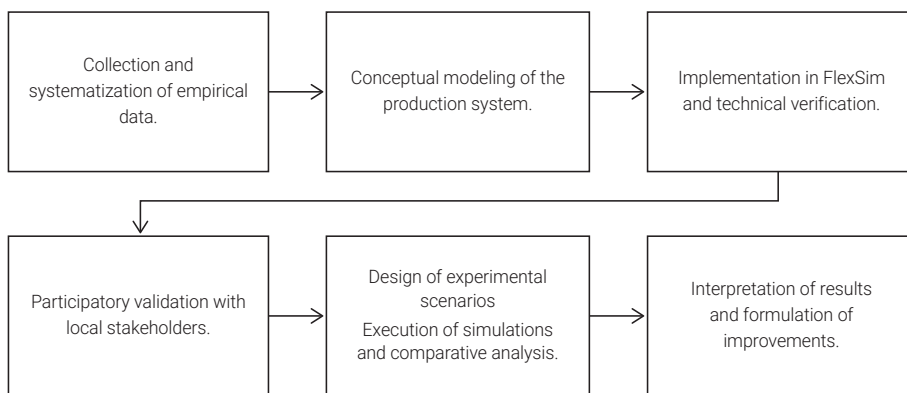 Collection and
systematization of empirical
data.
Conceptual modeling of the
production system.
Implementation in FlexSim
and technical verification.
Participatory validation with
local stakeholders.
Design of experimental
scenarios
Execution of simulations
and comparative analysis.
Interpretation of results
and formulation of
improvements.